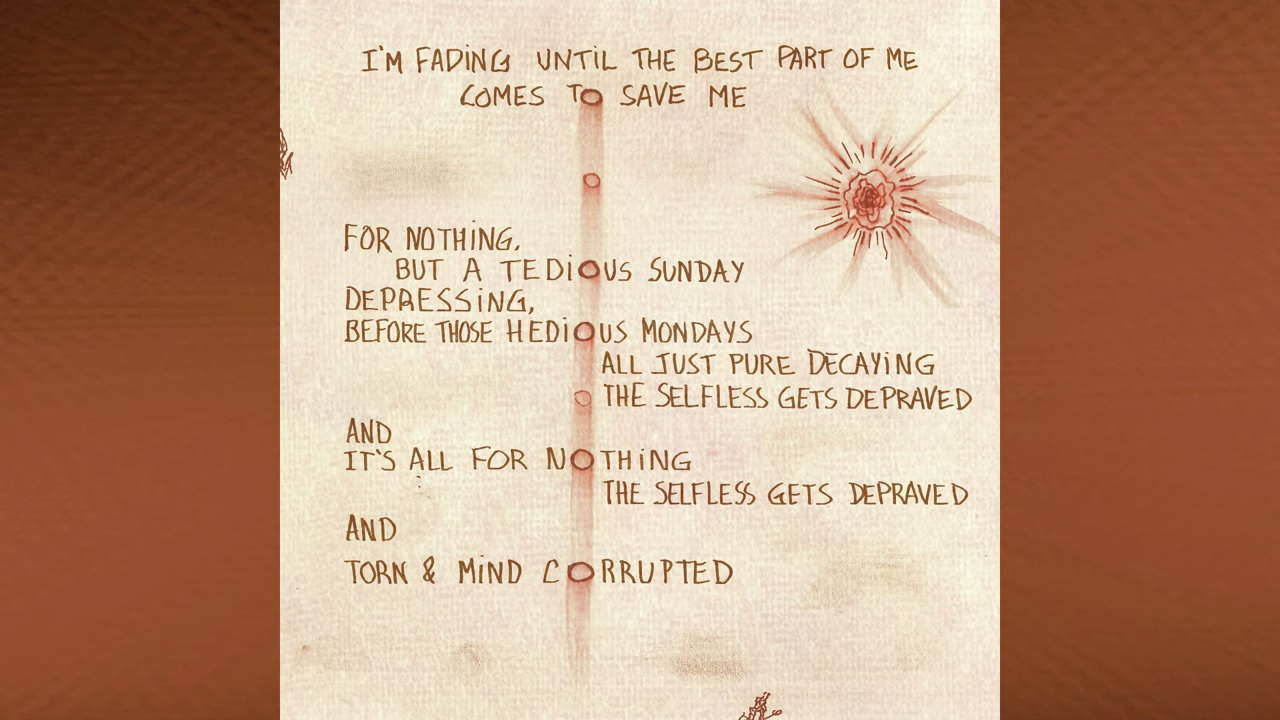 I'M FADING UNTIL THE BEST PART OF ME
COMES TO SAVE ME
FOR NOTHING,
BUT A TEDIOUS SUNDAY
DEPRESSING,
BEFORE THOSE HEDIOUS MONDAYS
ALL JUST PURE DECAYING
THE SELFLESS GETS DEPRAVED
AND
IT'S ALL FOR NOTHING
THE SELFLESS GETS DEPRAVED
AND
TORN & MIND CORRUPTED